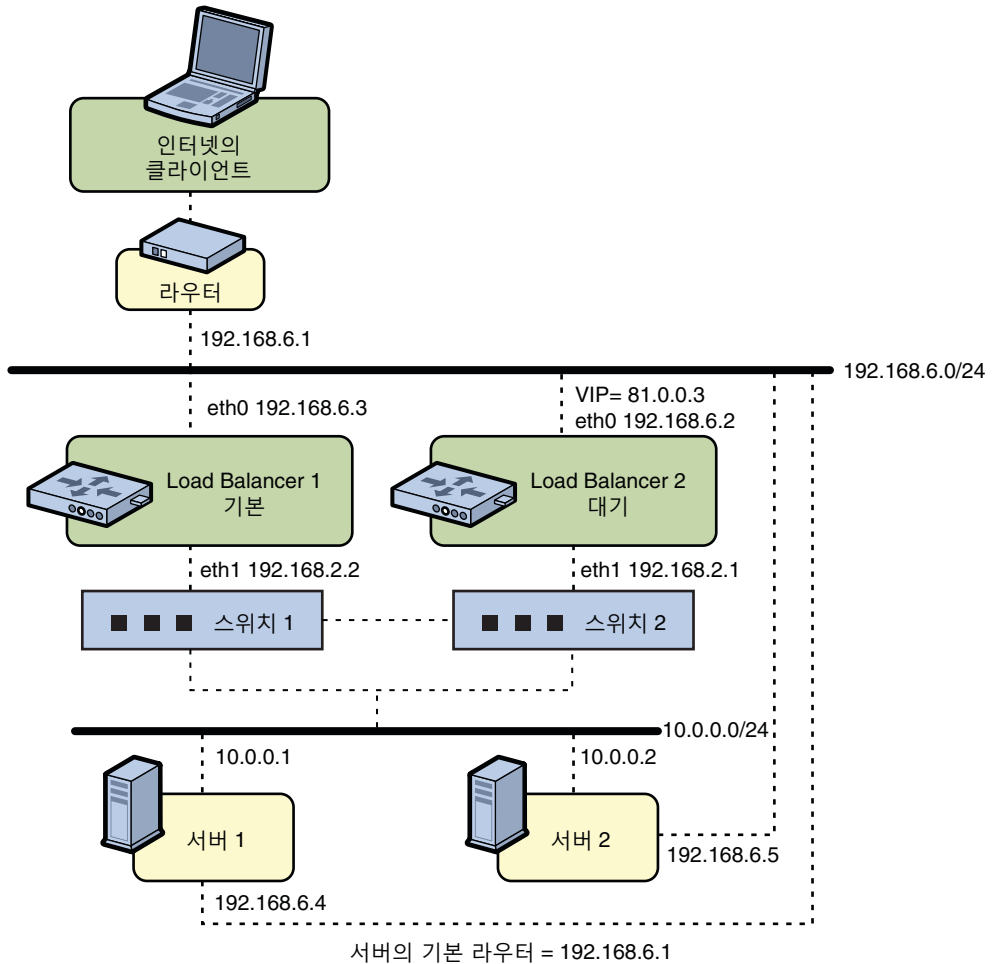 인터넷의
클라이언트
라우터
192.168.6.1
192.168.6.0/24
eth0 192.168.6.3
VIP= 81.0.0.3
eth0 192.168.6.2
Load Balancer 1
기본
Load Balancer 2
대기
eth1 192.168.2.2
eth1 192.168.2.1
스위치 1
스위치 2
10.0.0.0/24
10.0.0.1
10.0.0.2
서버 1
서버 2
192.168.6.5
192.168.6.4
서버의 기본 라우터 = 192.168.6.1